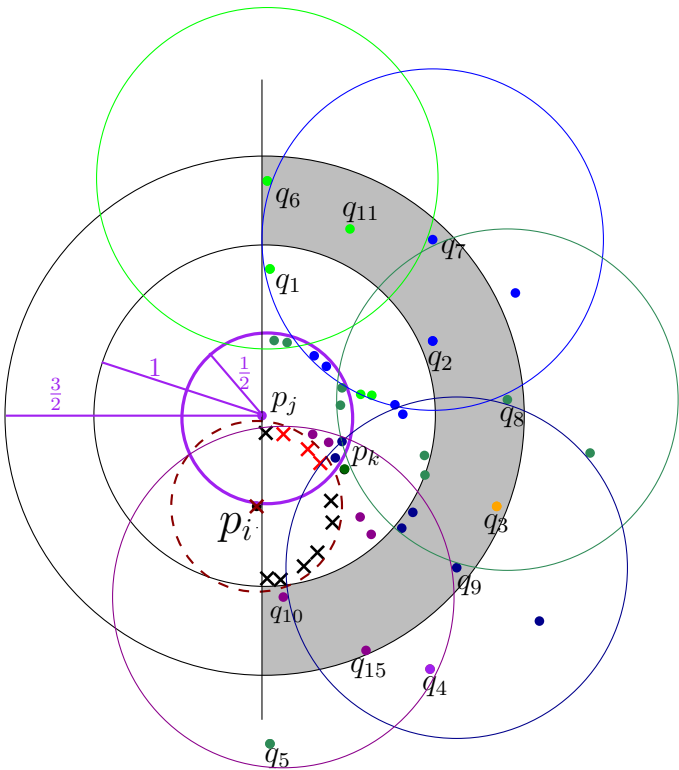 q₆
q₁₁
q₇
q₁
q₂
1
½
3/2
p_j
q₈
p_k
q₃
p_i
q₉
q₁₀
q₁₅
q₄
q₅